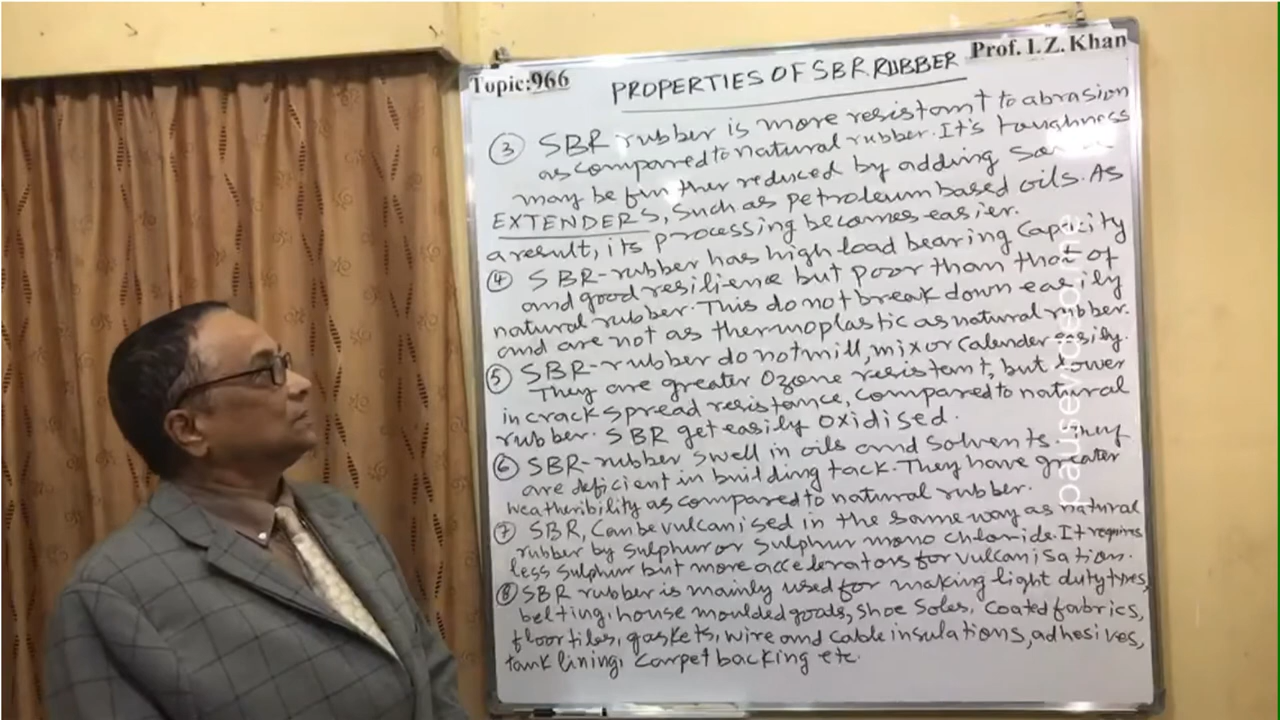 Topic:966
PROPERTIES OF SBR RUBBER
Prof. I. Z. Khan
③ SBR rubber is more resistant to abrasion
as compared to natural rubber. It's toughness
may be further reduced by adding some
EXTENDERS, such as petroleum based oils. As
a result, its processing becomes easier.
④ SBR-rubber has high load bearing capacity
and good resilience but poor than that of
natural rubber. This do not break down easily
and are not as thermoplastic as natural rubber.
⑤ SBR-rubber do not mill, mix or calender easily.
They are greater Ozone resistant, but lower
in crack spread resistance, compared to natural
rubber. SBR get easily oxidised.
⑥ SBR-rubber swell in oils and solvents. They
are deficient in building tack. They have greater
weatheribility as compared to natural rubber.
⑦ SBR, can be vulcanised in the same way as natural
rubber by sulphur or sulphur mono chloride. It requires
less sulphur but more accelerators for vulcanisation.
⑧ SBR rubber is mainly used for making light duty tyres,
belting, house moulded goods, shoe soles, coated fabrics,
floor tiles, gaskets, wire and cable insulations, adhesives,
tank lining, carpet backing etc.